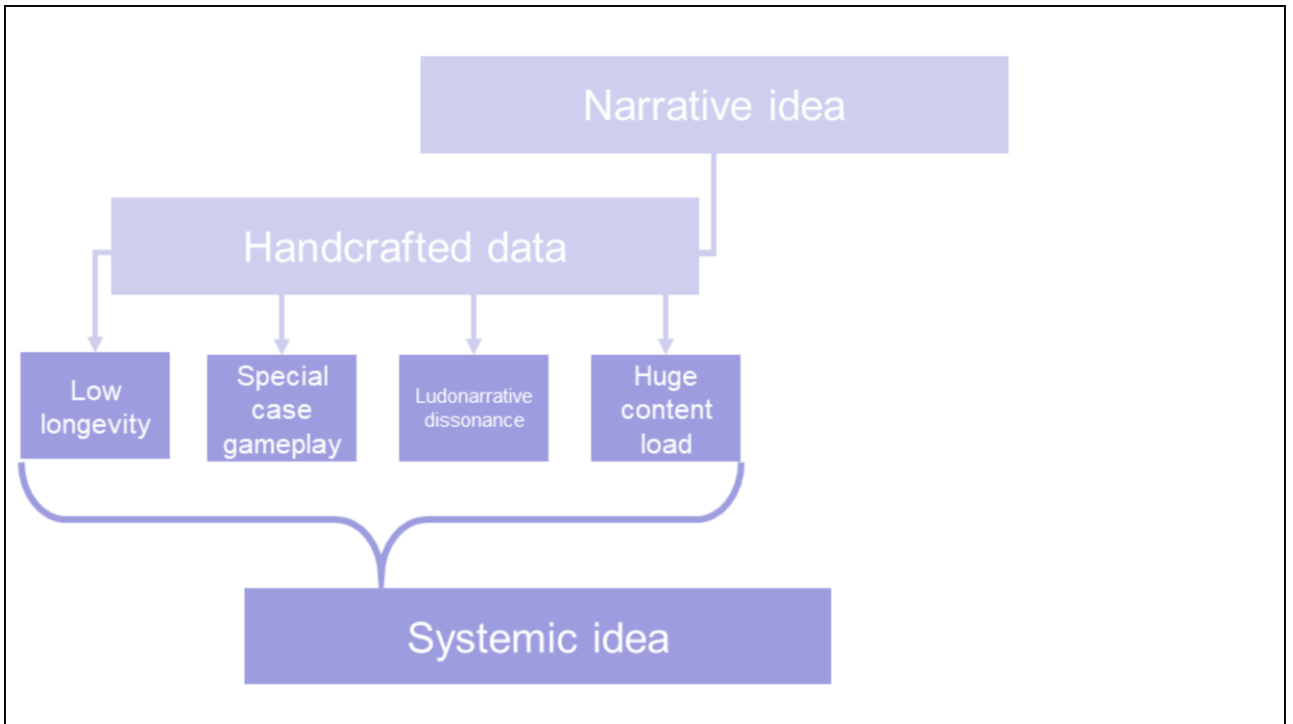 Narrative idea
Handcrafted data
Low
longevity
Special
case
gameplay
Ludonarrative
dissonance
Huge
content
load
Systemic idea